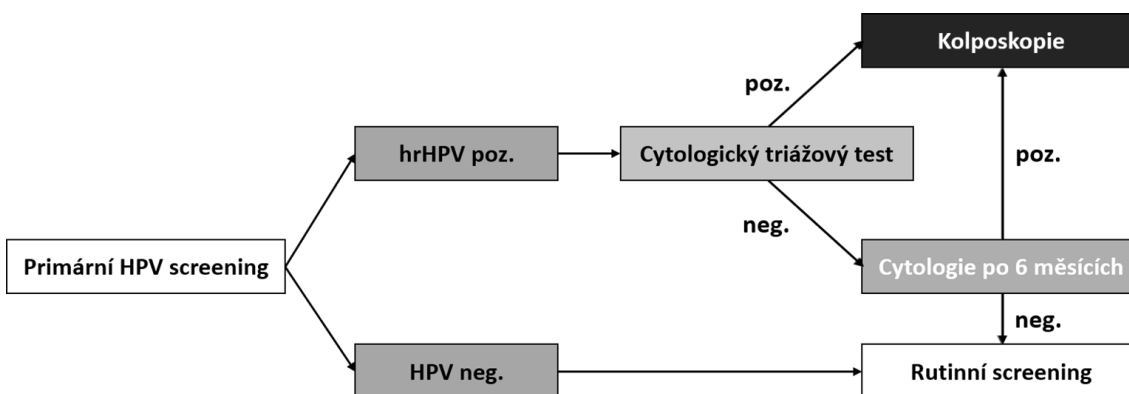 Kolposkopie
poz.
hrHPV poz.
Cytologický triážový test
poz.
neg.
Primární HPV screening
Cytologie po 6 měsících
neg.
HPV neg.
Rutinní screening